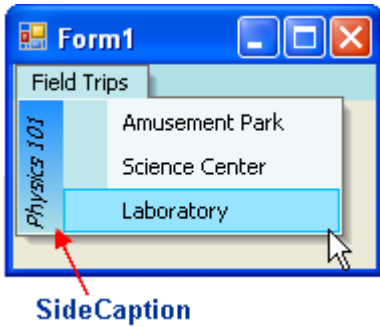 Form1
Field Trips
Physics 101
Amusement Park
Science Center
Laboratory
SideCaption